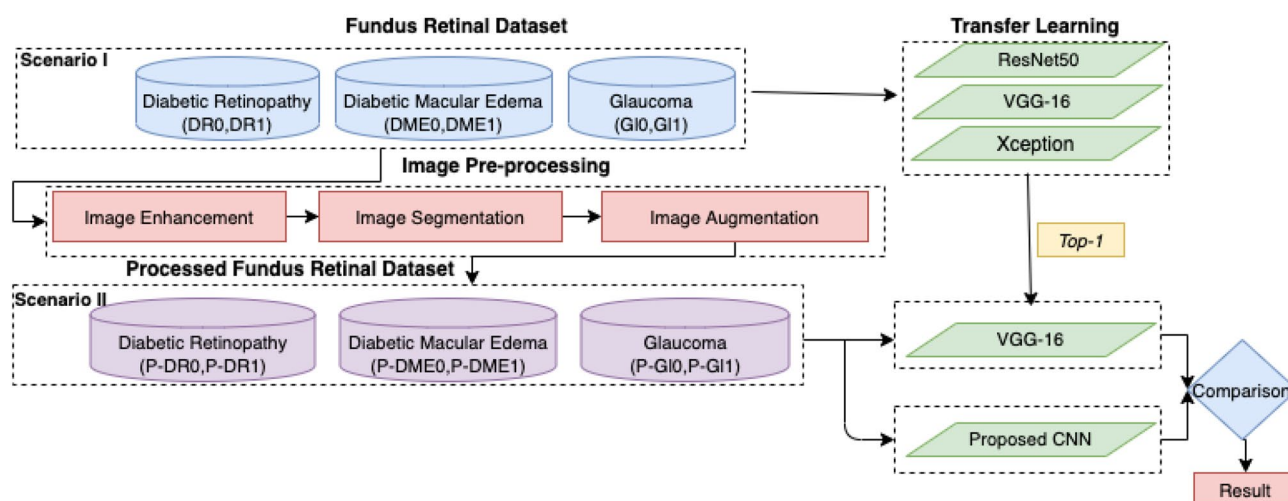 Fundus Retinal Dataset
Scenario I
Diabetic Retinopathy
(DR0,DR1)
Diabetic Macular Edema
(DME0,DME1)
Glaucoma
(Gl0,Gl1)
Transfer Learning
ResNet50
VGG-16
Xception
Image Pre-processing
Image Enhancement
Image Segmentation
Image Augmentation
Top-1
Processed Fundus Retinal Dataset
Scenario II
Diabetic Retinopathy
(P-DR0,P-DR1)
Diabetic Macular Edema
(P-DME0,P-DME1)
Glaucoma
(P-Gl0,P-Gl1)
VGG-16
Proposed CNN
Comparison
Result